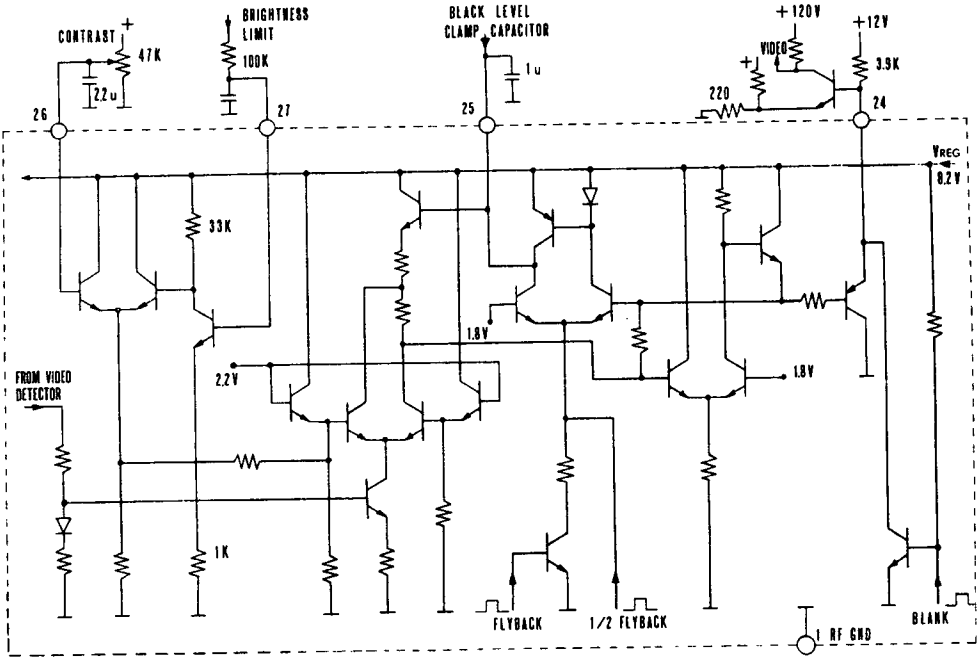 CONTRAST
+
47K
2.2u
26
BRIGHTNESS
LIMIT
100K
27
BLACK LEVEL
CLAMP CAPACITOR
1u
25
+120V
VIDEO
+
220
+12V
3.9K
24
VREG
8.2V
33K
1.8V
2.2V
1.8V
FROM VIDEO
DETECTOR
1K
FLYBACK
1/2 FLYBACK
1 RF GND
BLANK